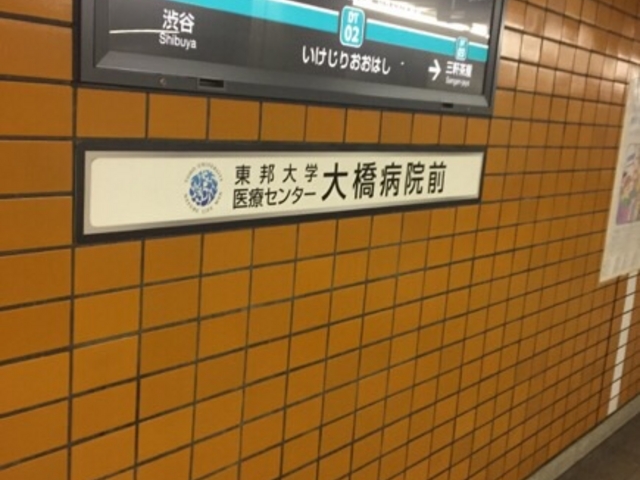 渋谷
Shibuya
DT
02
いけじりおおはし
三軒茶屋
東邦大学
医療センター
大橋病院前